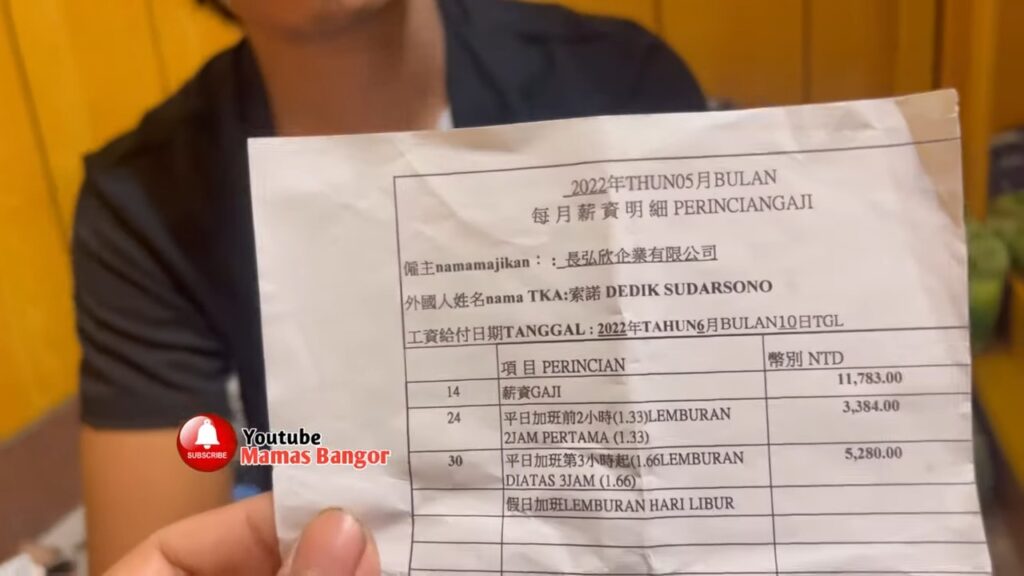 2022年THUN05月BULAN
每月薪資明細 PERINCIANGAJI
僱主namamajikan：: 長弘欣企業有限公司
外國人姓名nama TKA:索諾 DEDIK SUDARSONO
工資給付日期TANGGAL : 2022年TAHUN6月BULAN10日TGL
項目 PERINCIAN 幣別 NTD
14 薪資GAJI 11,783.00
24 平日加班前2小時(1.33)LEMBURAN 3,384.00
2JAM PERTAMA (1.33)
30 平日加班第3小時起(1.66LEMBURAN 5,280.00
DIATAS 3JAM (1.66)
假日加班LEMBURAN HARI LIBUR
SUBSCRIBE
Youtube
Mamas Bangor